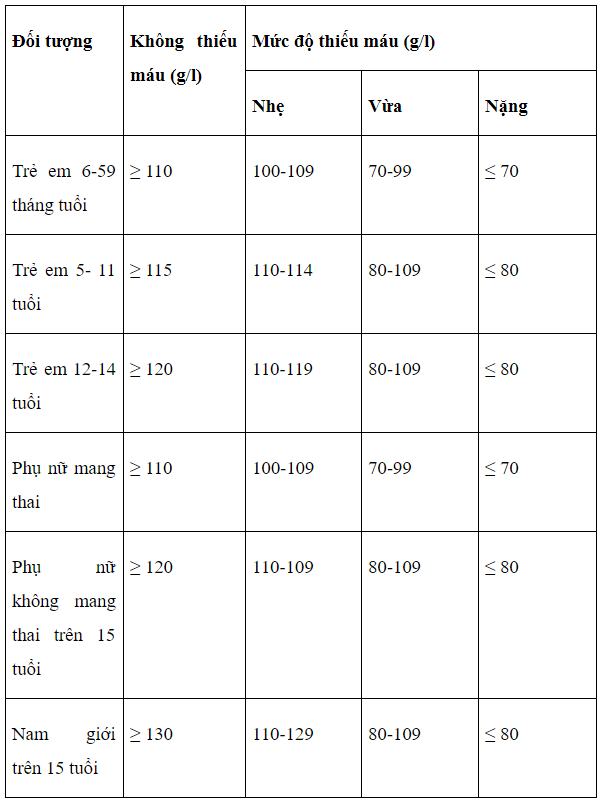 Đối tượng
Không thiếu
máu (g/l)
Mức độ thiếu máu (g/l)
Nhẹ
Vừa
Nặng
Trẻ em 6-59
tháng tuổi
≥ 110
100-109
70-99
≤ 70
Trẻ em 5- 11
tuổi
≥ 115
110-114
80-109
≤ 80
Trẻ em 12-14
tuổi
≥ 120
110-119
80-109
≤ 80
Phụ nữ mang
thai
≥ 110
100-109
70-99
≤ 70
Phụ nữ
không mang
thai trên 15
tuổi
≥ 120
110-109
80-109
≤ 80
Nam giới
trên 15 tuổi
≥ 130
110-129
80-109
≤ 80